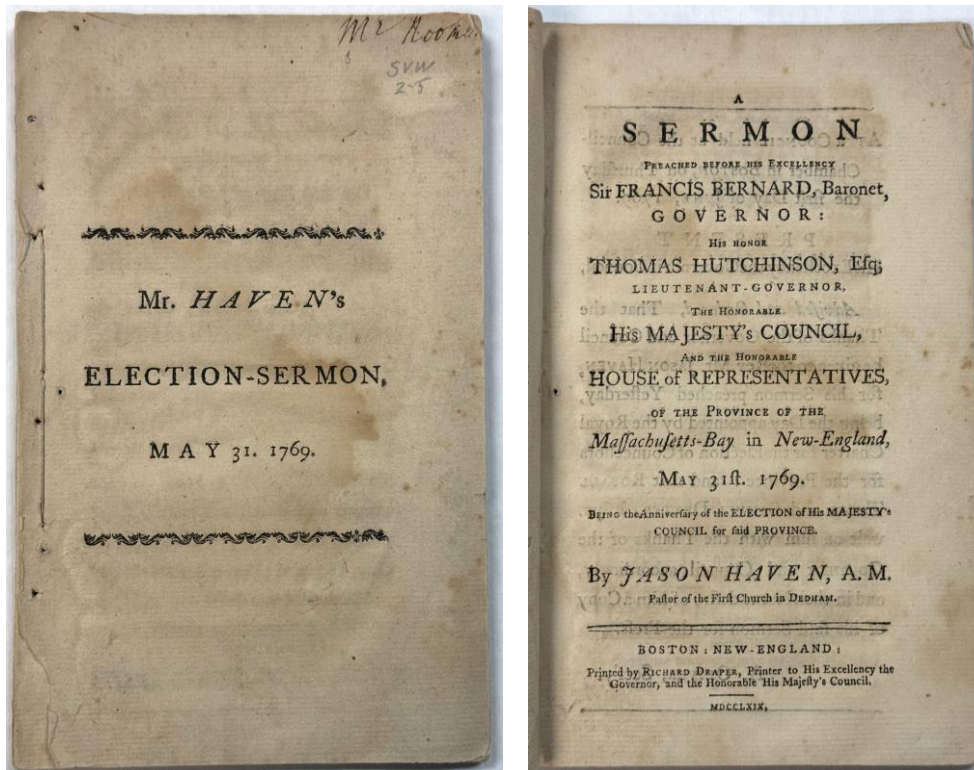 Mr
SVW
2-5
Mr. HAVEN's
ELECTION-SERMON,
MAY 31. 1769.
A
SERMON
PREACHED BEFORE HIS EXCELLENCY
Sir FRANCIS BERNARD, Baronet,
GOVERNOR:
His HONOR
THOMAS HUTCHINSON, Eſq;
LIEUTENANT-GOVERNOR,
THE HONORABLE
His MAJESTY's COUNCIL,
AND THE HONORABLE
HOUSE of REPRESENTATIVES,
OF THE PROVINCE OF THE
Maſſachuſetts-Bay in New-England,
MAY 31ſt. 1769.
BEING the Anniverſary of the ELECTION of His MAJESTY's
COUNCIL for ſaid PROVINCE.
By JASON HAVEN, A. M.
Paſtor of the Firſt Church in DEDHAM.
BOSTON: NEW-ENGLAND:
Printed by RICHARD DRAPER, Printer to His Excellency the
Governor, and the Honorable His Majeſty's Council.
MDCCLXIX,